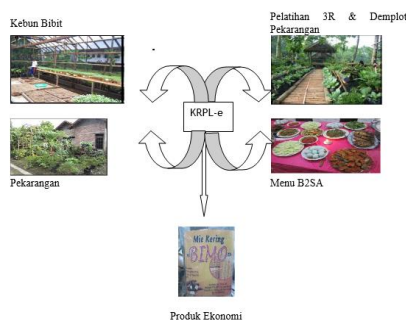 Kebun Bibit
Pelatihan 3R & Demplot
Pekarangan
KRPL-e
Pekarangan
Menu B2SA
Mie Kering
BIMO
Produk Ekonomi